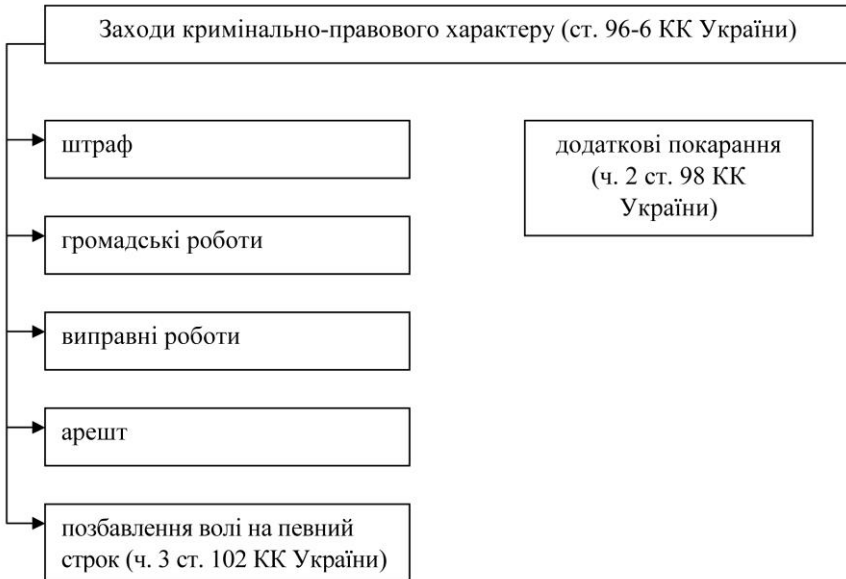 Заходи кримінально-правового характеру (ст. 96-6 КК України)
штраф
додаткові покарання
(ч. 2 ст. 98 КК
України)
громадські роботи
виправні роботи
арешт
позбавлення волі на певний
строк (ч. 3 ст. 102 КК України)